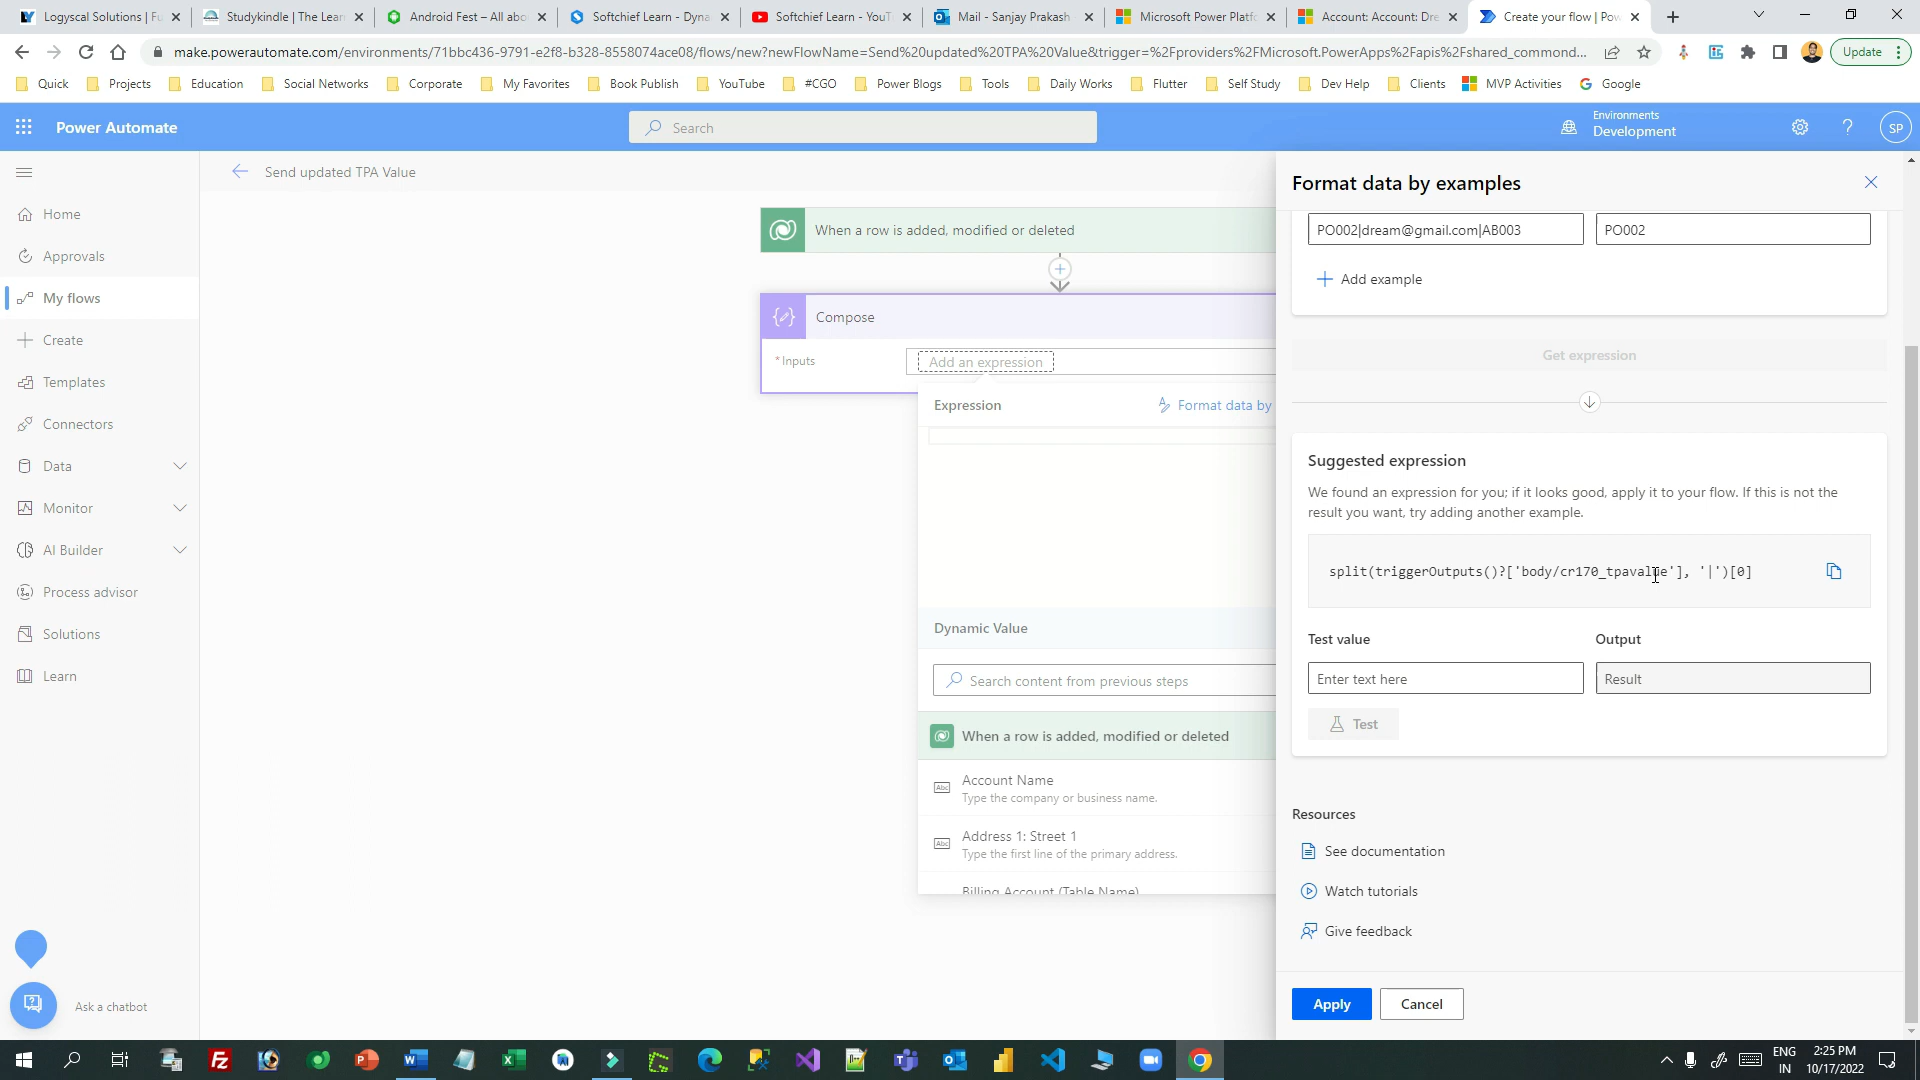 Logyscal Solutions | Fu
Studykindle | The Lear
Android Fest – All abo
Softchief Learn - Dyna
Softchief Learn - YouT
Mail - Sanjay Prakash
Microsoft Power Platfo
Account: Account: Dre
Create your flow | Pow
make.powerautomate.com/environments/71bbc436-9791-e2f8-b328-8558074ace08/flows/new?newFlowName=Send%20updated%20TPA%20Value&trigger=%2Fproviders%2FMicrosoft.PowerApps%2Fapis%2Fshared_commond...
Update
Quick
Projects
Education
Social Networks
Corporate
My Favorites
Book Publish
YouTube
#CGO
Power Blogs
Tools
Daily Works
Flutter
Self Study
Dev Help
Clients
MVP Activities
Google
Power Automate
Search
Environments
Development
SP
Home
Approvals
My flows
Create
Templates
Connectors
Data
Monitor
AI Builder
Process advisor
Solutions
Learn
Ask a chatbot
Send updated TPA Value
When a row is added, modified or deleted
Compose
* Inputs
Add an expression
Expression
Format data by
Dynamic Value
Search content from previous steps
When a row is added, modified or deleted
Abc
Account Name
Type the company or business name.
Abc
Address 1: Street 1
Type the first line of the primary address.
Billing Account (Table Name)
Format data by examples
PO002|dream@gmail.com|AB003
PO002
Add example
Get expression
Suggested expression
We found an expression for you; if it looks good, apply it to your flow. If this is not the
result you want, try adding another example.
split(triggerOutputs()?['body/cr170_tpavalue'], '|')[0]
Test value
Output
Enter text here
Result
Test
Resources
See documentation
Watch tutorials
Give feedback
Apply
Cancel
ENG
IN
2:25 PM
10/17/2022